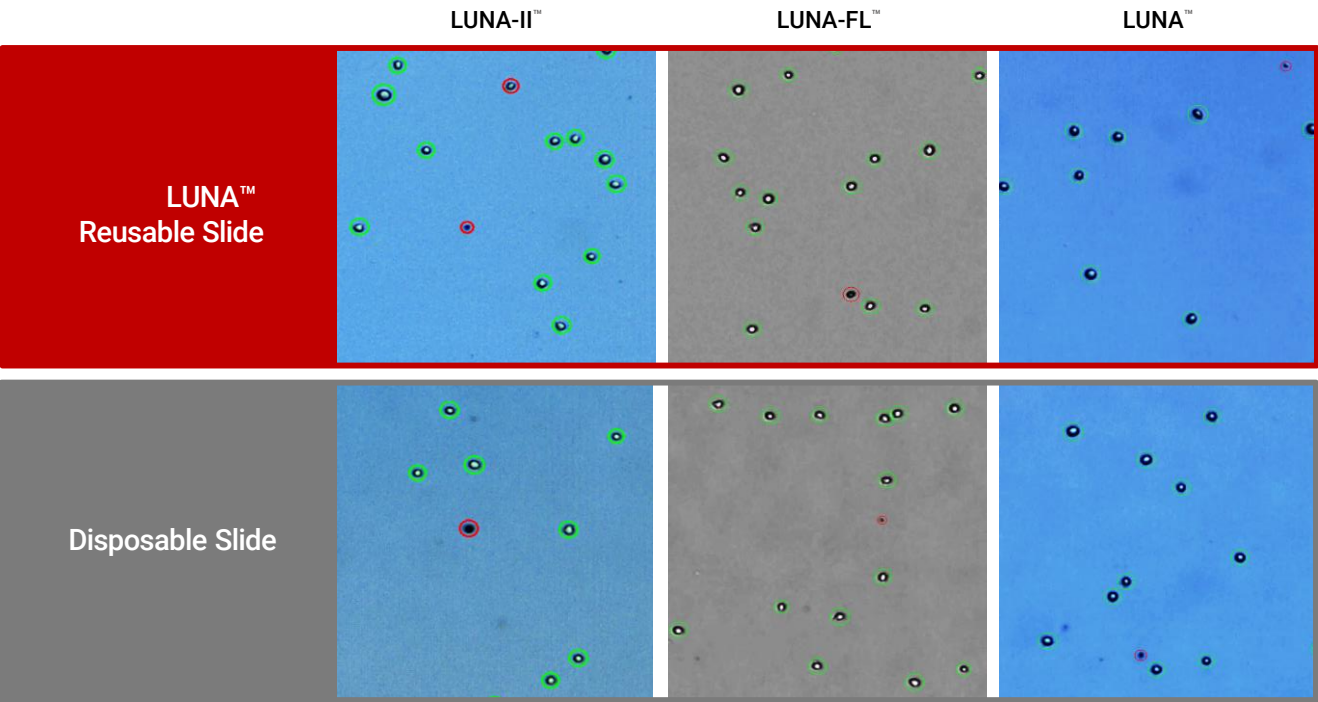 LUNA-II™
LUNA-FL™
LUNA™
LUNA™
Reusable Slide
Disposable Slide